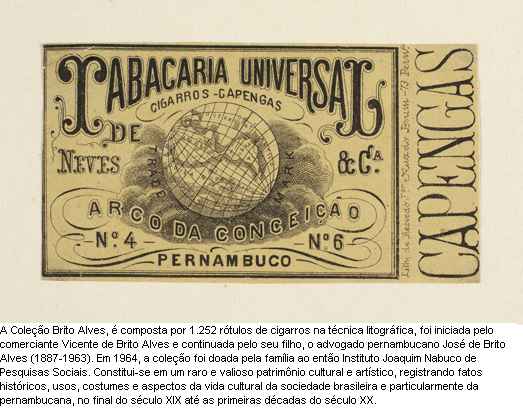 TABACARIA UNIVERSAL
CIGARROS-CAPENGAS
DE
NEVES & Cª
TRADE MARK
ARCO DA CONCEIÇÃO
Nº. 4 Nº. 6
PERNAMBUCO
CAPENGAS
A Coleção Brito Alves, é composta por 1.252 rótulos de cigarros na técnica litográfica, foi iniciada pelo
comerciante Vicente de Brito Alves e continuada pelo seu filho, o advogado pernambucano José de Brito
Alves (1887-1963). Em 1964, a coleção foi doada pela família ao então Instituto Joaquim Nabuco de
Pesquisas Sociais. Constitui-se em um raro e valioso patrimônio cultural e artístico, registrando fatos
históricos, usos, costumes e aspectos da vida cultural da sociedade brasileira e particularmente da
pernambucana, no final do século XIX até as primeiras décadas do século XX.